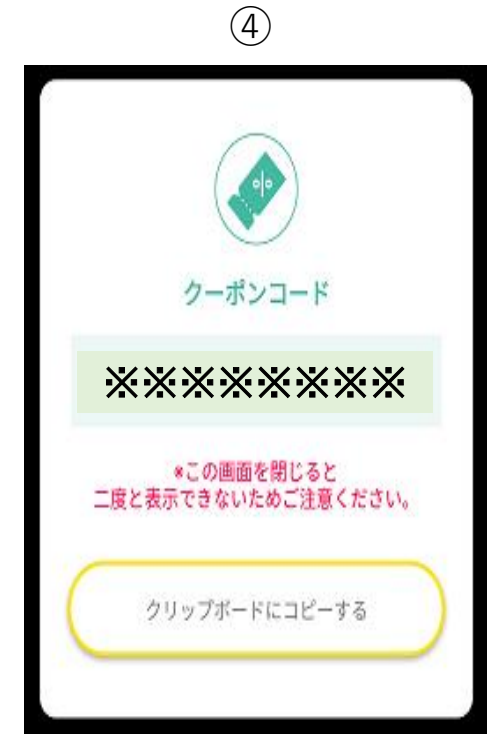 ④
クーポンコード
※※※※※※※※
※この画面を閉じると
二度と表示できないためご注意ください。
クリップボードにコピーする